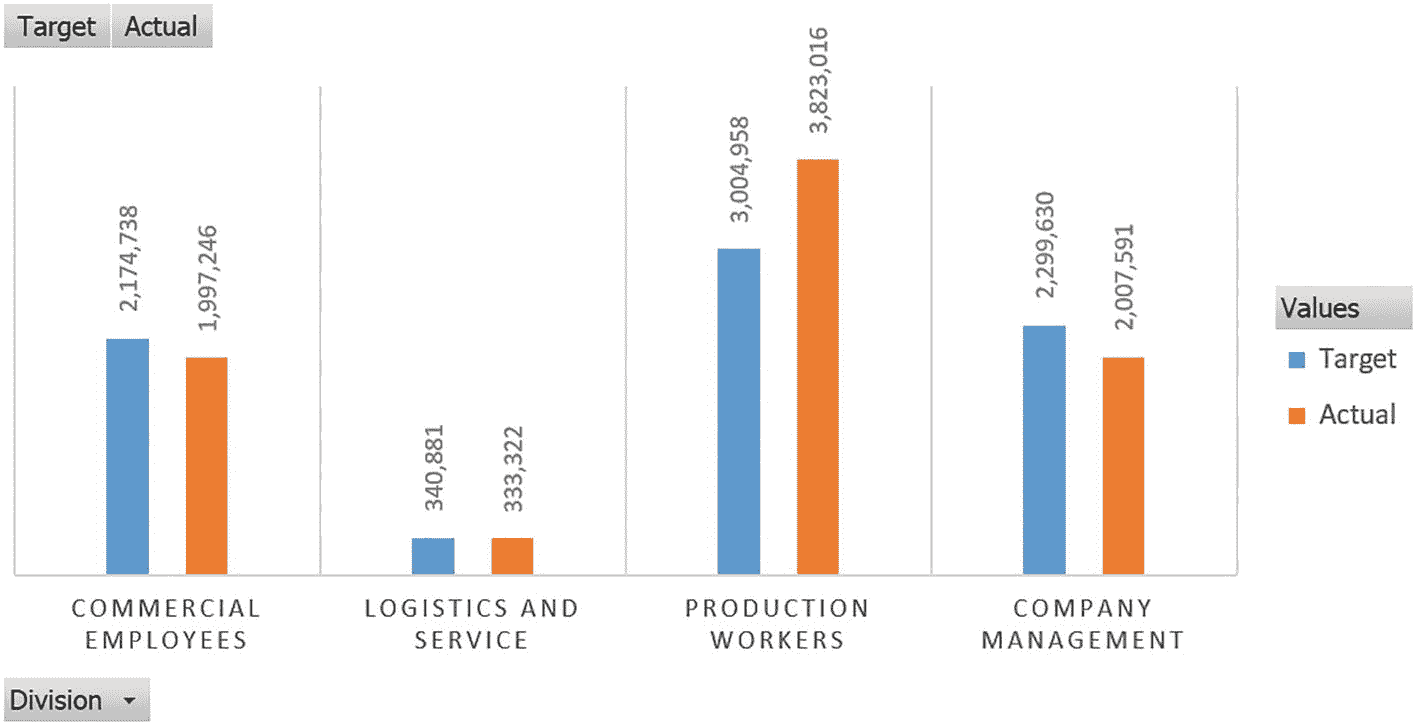 Target Actual
2,174,738
1,997,246
340,881
333,322
3,004,958
3,823,016
2,299,630
2,007,591
Values
Target
Actual
COMMERCIAL
EMPLOYEES
LOGISTICS AND
SERVICE
PRODUCTION
WORKERS
COMPANY
MANAGEMENT
Division